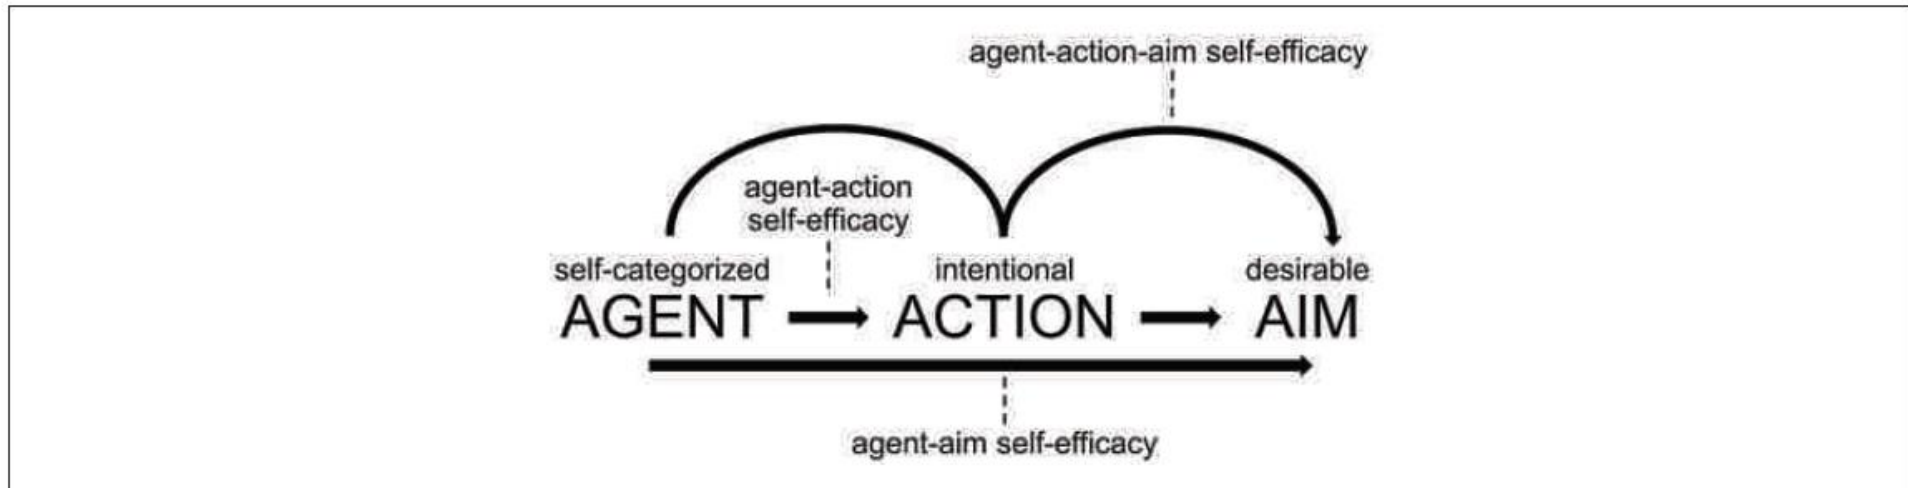 agent-action-aim self-efficacy
agent-action
self-efficacy
self-categorized
intentional
desirable
AGENT
ACTION
AIM
agent-aim self-efficacy